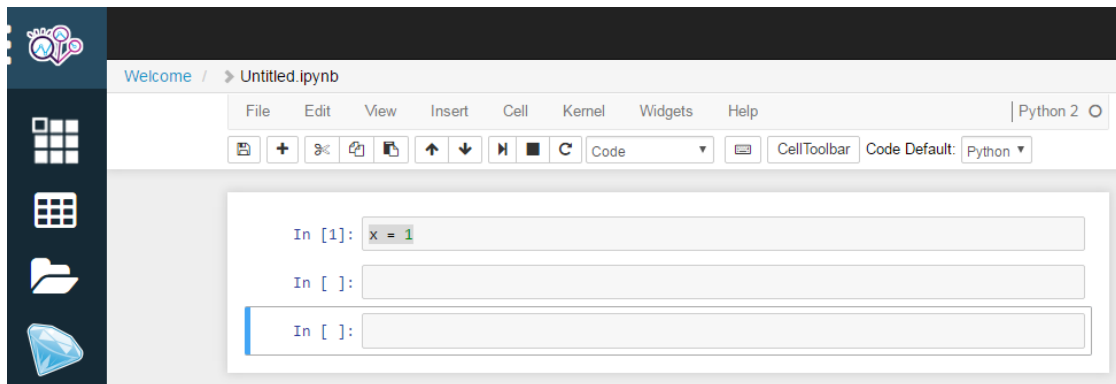 Welcome / Untitled.ipynb
File Edit View Insert Cell Kernel Widgets Help Python 2
Code CellToolbar Code Default: Python
In [1]: x = 1
In [ ]:
In [ ]: